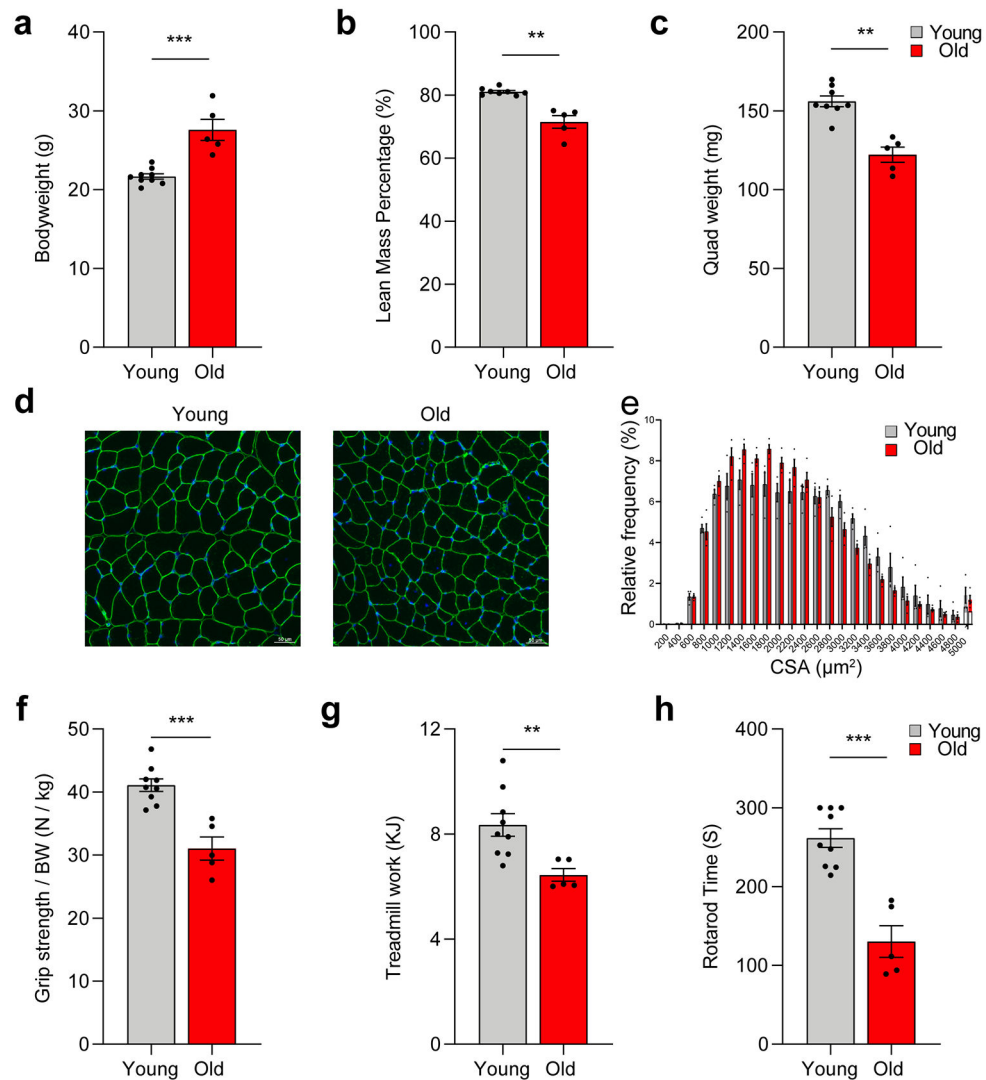 a
Bodyweight (g)
40
30
20
10
0
***
Young Old
b
Lean Mass Percentage (%)
100
80
60
40
20
0
**
Young Old
c
Quad weight (mg)
200
150
100
50
0
**
Young
Old
Young Old
d
Young
Old
50 µm
50 µm
e
Relative frequency (%)
10
8
6
4
2
0
Young
Old
200 400 600 800 1000 1200 1400 1600 1800 2000 2200 2400 2600 2800 3000 3200 3400 3600 3800 4000 4200 4400 4600 4800 5000
CSA (µm²)
f
Grip strength / BW (N / kg)
50
40
30
20
10
0
***
Young Old
g
Treadmill work (KJ)
12
8
4
0
**
Young Old
h
Rotarod Time (S)
400
300
200
100
0
***
Young
Old
Young Old